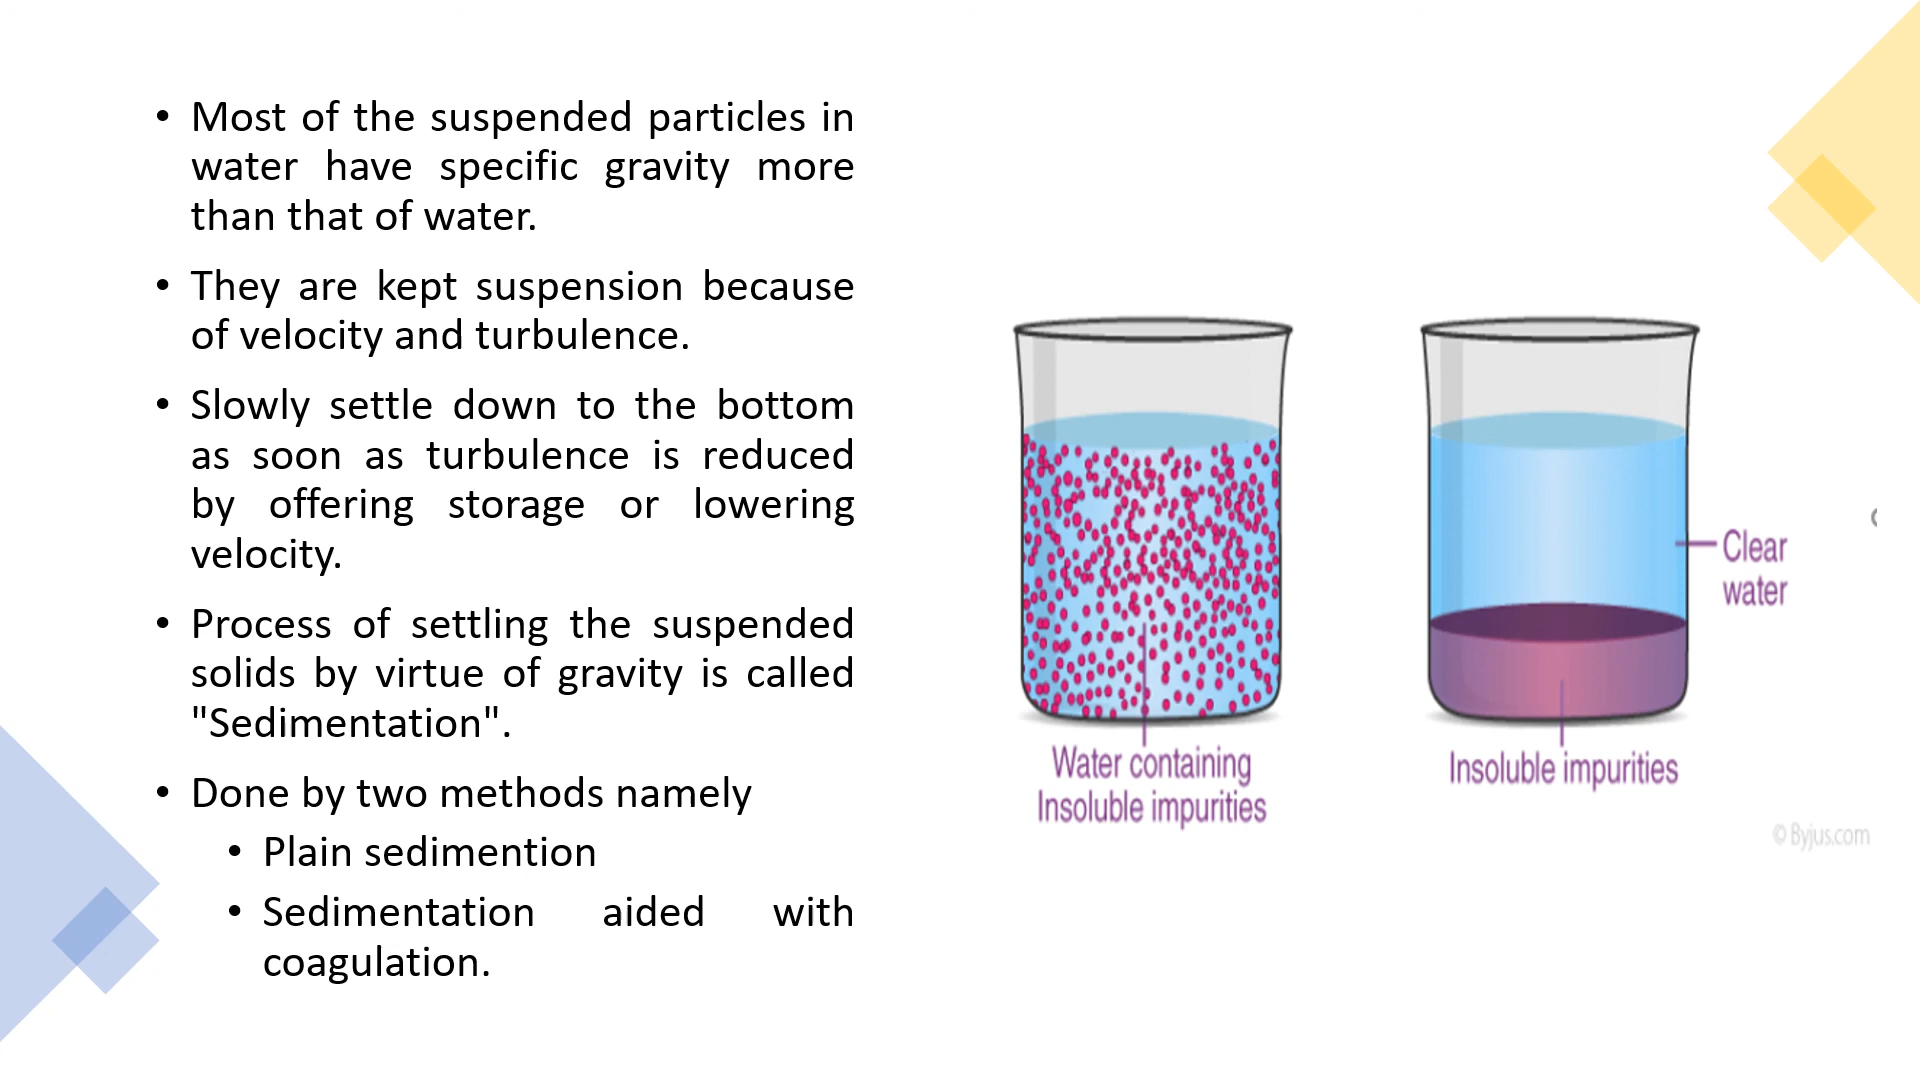 • Most of the suspended particles in
water have specific gravity more
than that of water.
• They are kept suspension because
of velocity and turbulence.
• Slowly settle down to the bottom
as soon as turbulence is reduced
by offering storage or lowering
velocity.
• Process of settling the suspended
solids by virtue of gravity is called
"Sedimentation".
• Done by two methods namely
• Plain sedimention
• Sedimentation aided with
coagulation.
Water containing
Insoluble impurities
Clear
water
Insoluble impurities
© Byjus.com